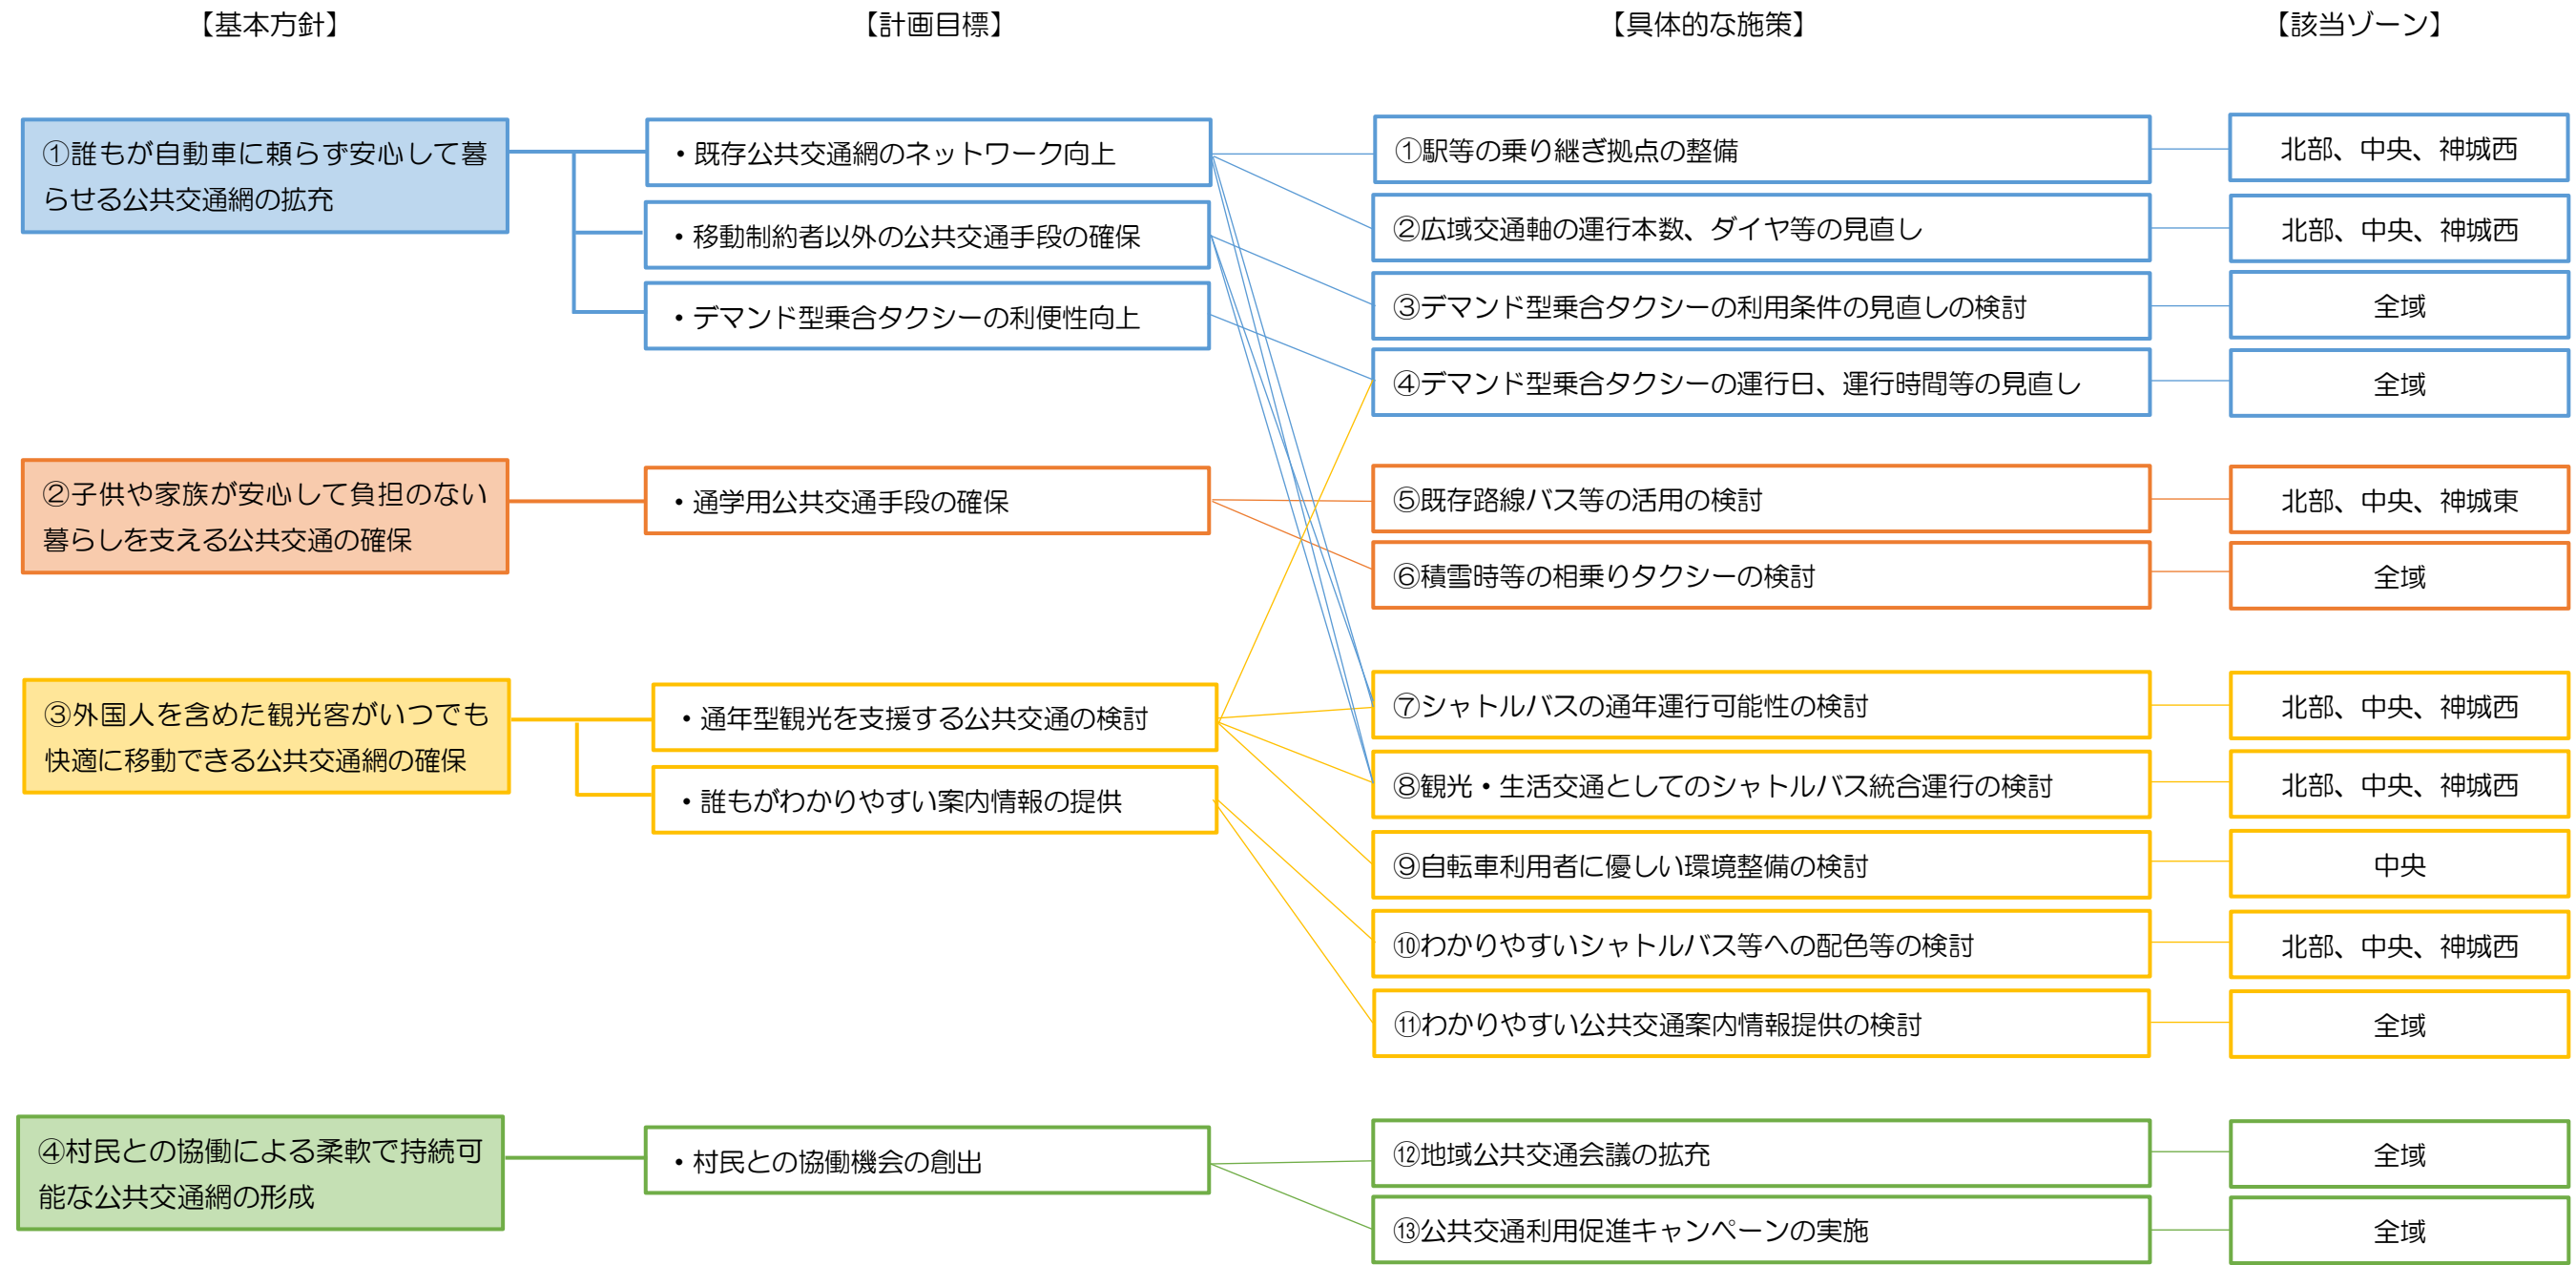 【基本方針】
【計画目標】
【具体的な施策】
【該当ゾーン】
①誰もが自動車に頼らず安心して暮
らせる公共交通網の拡充
・既存公共交通網のネットワーク向上
・移動制約者以外の公共交通手段の確保
・デマンド型乗合タクシーの利便性向上
①駅等の乗り継ぎ拠点の整備
北部、中央、神城西
②広域交通軸の運行本数、ダイヤ等の見直し
北部、中央、神城西
③デマンド型乗合タクシーの利用条件の見直しの検討
全域
④デマンド型乗合タクシーの運行日、運行時間等の見直し
全域
②子供や家族が安心して負担のない
暮らしを支える公共交通の確保
・通学用公共交通手段の確保
⑤既存路線バス等の活用の検討
北部、中央、神城東
⑥積雪時等の相乗りタクシーの検討
全域
③外国人を含めた観光客がいつでも
快適に移動できる公共交通網の確保
・通年型観光を支援する公共交通の検討
・誰もがわかりやすい案内情報の提供
⑦シャトルバスの通年運行可能性の検討
北部、中央、神城西
⑧観光・生活交通としてのシャトルバス統合運行の検討
北部、中央、神城西
⑨自転車利用者に優しい環境整備の検討
中央
⑩わかりやすいシャトルバス等への配色等の検討
北部、中央、神城西
⑪わかりやすい公共交通案内情報提供の検討
全域
④村民との協働による柔軟で持続可
能な公共交通網の形成
・村民との協働機会の創出
⑫地域公共交通会議の拡充
全域
⑬公共交通利用促進キャンペーンの実施
全域